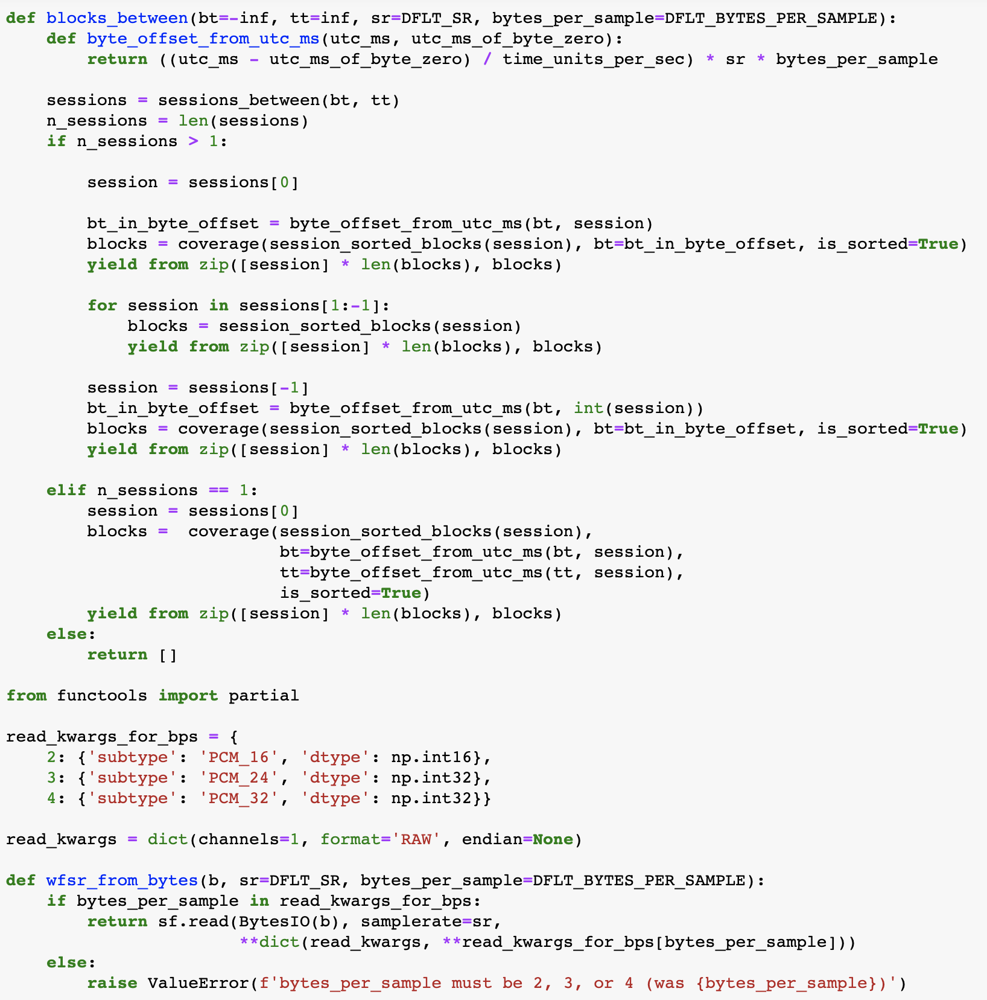 def blocks_between(bt=-inf, tt=inf, sr=DFLT_SR, bytes_per_sample=DFLT_BYTES_PER_SAMPLE):
    def byte_offset_from_utc_ms(utc_ms, utc_ms_of_byte_zero):
        return ((utc_ms - utc_ms_of_byte_zero) / time_units_per_sec) * sr * bytes_per_sample

    sessions = sessions_between(bt, tt)
    n_sessions = len(sessions)
    if n_sessions > 1:

        session = sessions[0]

        bt_in_byte_offset = byte_offset_from_utc_ms(bt, session)
        blocks = coverage(session_sorted_blocks(session), bt=bt_in_byte_offset, is_sorted=True)
        yield from zip([session] * len(blocks), blocks)

        for session in sessions[1:-1]:
            blocks = session_sorted_blocks(session)
            yield from zip([session] * len(blocks), blocks)

        session = sessions[-1]
        bt_in_byte_offset = byte_offset_from_utc_ms(bt, int(session))
        blocks = coverage(session_sorted_blocks(session), bt=bt_in_byte_offset, is_sorted=True)
        yield from zip([session] * len(blocks), blocks)

    elif n_sessions == 1:
        session = sessions[0]
        blocks =  coverage(session_sorted_blocks(session),
                           bt=byte_offset_from_utc_ms(bt, session),
                           tt=byte_offset_from_utc_ms(tt, session),
                           is_sorted=True)
        yield from zip([session] * len(blocks), blocks)
    else:
        return []

from functools import partial

read_kwargs_for_bps = {
    2: {'subtype': 'PCM_16', 'dtype': np.int16},
    3: {'subtype': 'PCM_24', 'dtype': np.int32},
    4: {'subtype': 'PCM_32', 'dtype': np.int32}}

read_kwargs = dict(channels=1, format='RAW', endian=None)

def wfsr_from_bytes(b, sr=DFLT_SR, bytes_per_sample=DFLT_BYTES_PER_SAMPLE):
    if bytes_per_sample in read_kwargs_for_bps:
        return sf.read(BytesIO(b), samplerate=sr,
                       **dict(read_kwargs, **read_kwargs_for_bps[bytes_per_sample]))
    else:
        raise ValueError(f'bytes_per_sample must be 2, 3, or 4 (was {bytes_per_sample})')